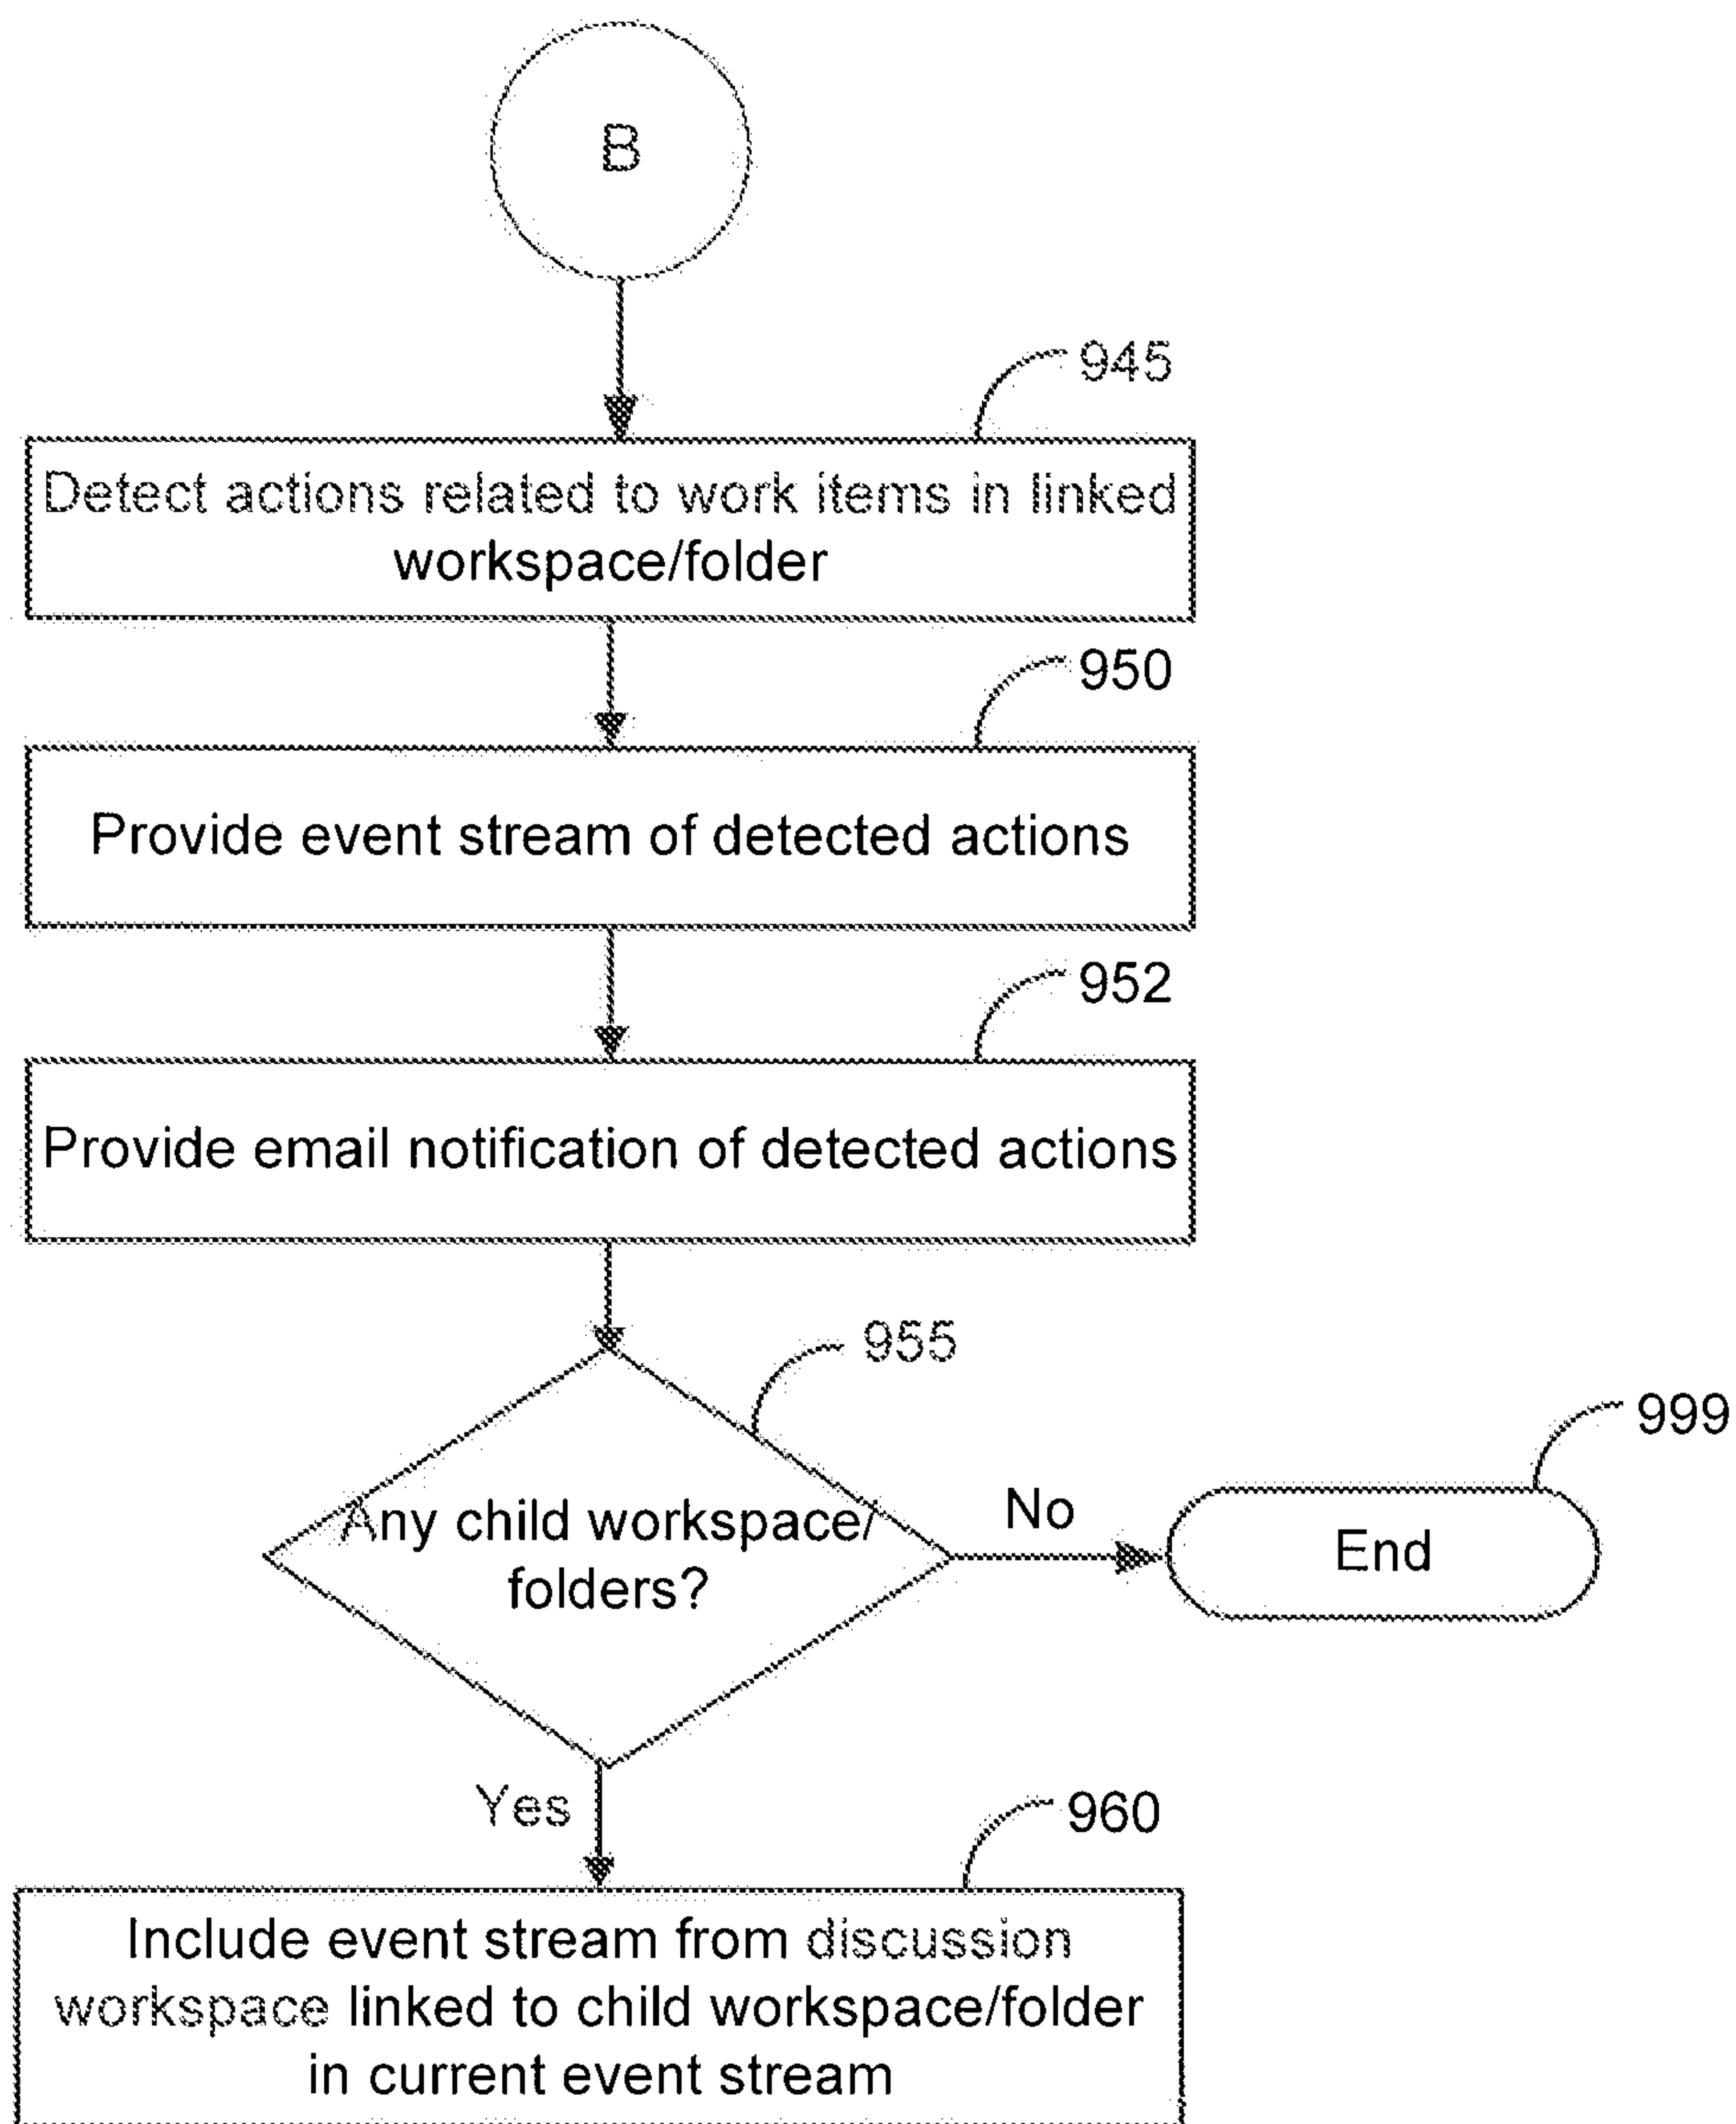 B
945
Detect actions related to work items in linked
workspace/folder
950
Provide event stream of detected actions
952
Provide email notification of detected actions
955
999
Any child workspace/
folders?
No
End
Yes
960
Include event stream from discussion
workspace linked to child workspace/folder
in current event stream